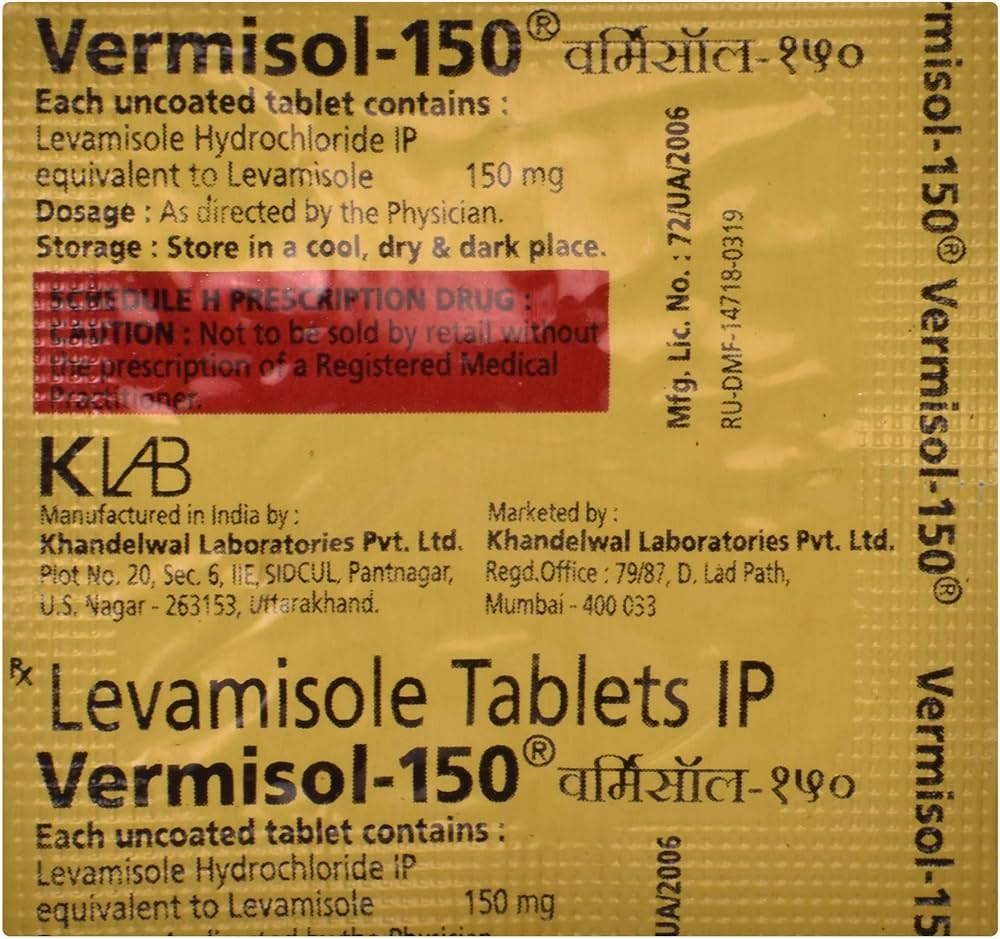 Vermisol-150® वर्मिसॉल-१५०
Each uncoated tablet contains :
Levamisole Hydrochloride IP
equivalent to Levamisole 150 mg
Dosage : As directed by the Physician.
Storage : Store in a cool, dry & dark place.
SCHEDULE H PRESCRIPTION DRUG :
CAUTION : Not to be sold by retail without
the prescription of a Registered Medical
Practitioner.
Mfg. Lic. No. : 72/UA/2006
RU-DMF-14718-0319
KLAB
Manufactured in India by :
Khandelwal Laboratories Pvt. Ltd.
Plot No. 20, Sec. 6, IIE, SIDCUL, Pantnagar,
U.S. Nagar - 263153, Uttarakhand.
Marketed by :
Khandelwal Laboratories Pvt. Ltd.
Regd.Office : 79/87, D. Lad Path,
Mumbai - 400 033
Rx Levamisole Tablets IP
Vermisol-150® वर्मिसॉल-१५०
Each uncoated tablet contains :
Levamisole Hydrochloride IP
equivalent to Levamisole 150 mg
directed by the Physician.
UA/2006
rmisol-150® Vermisol-150® Vermisol-15